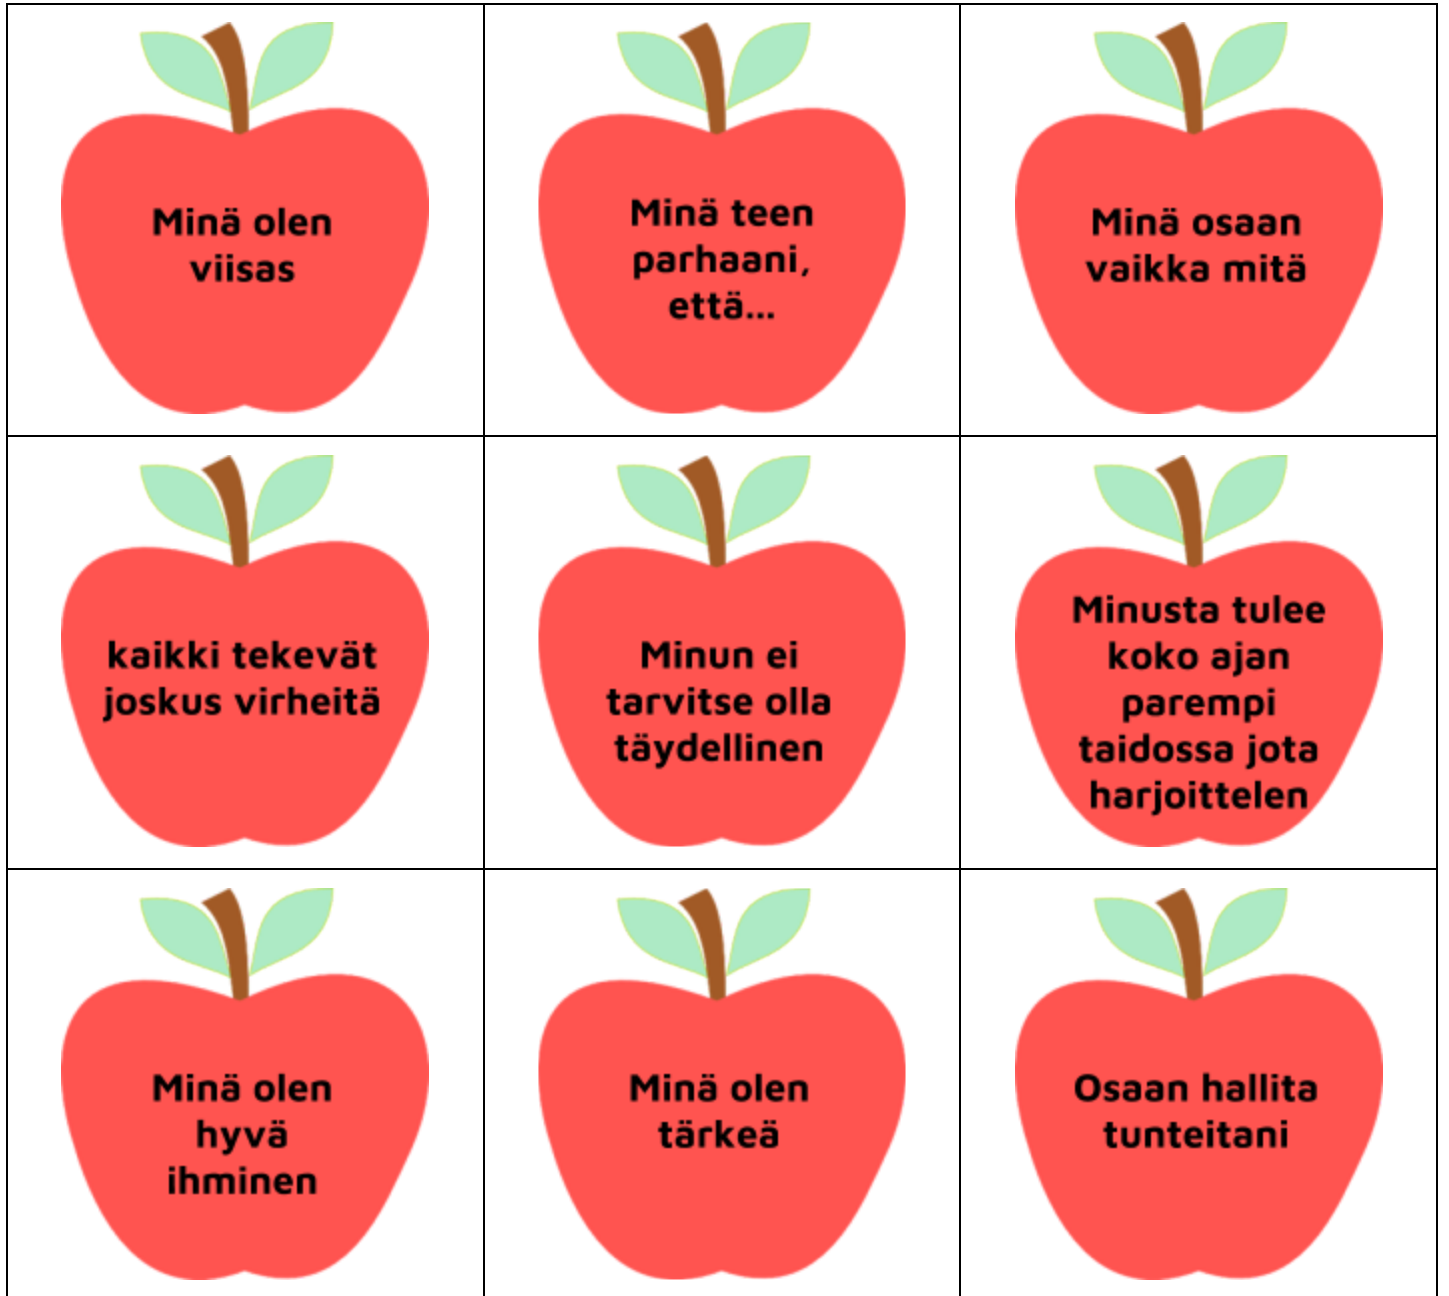 Minä olen
viisas
Minä teen
parhaani,
että...
Minä osaan
vaikka mitä
kaikki tekevät
joskus virheitä
Minun ei
tarvitse olla
täydellinen
Minusta tulee
koko ajan
parempi
taidossa jota
harjoittelen
Minä olen
hyvä
ihminen
Minä olen
tärkeä
Osaan hallita
tunteitani